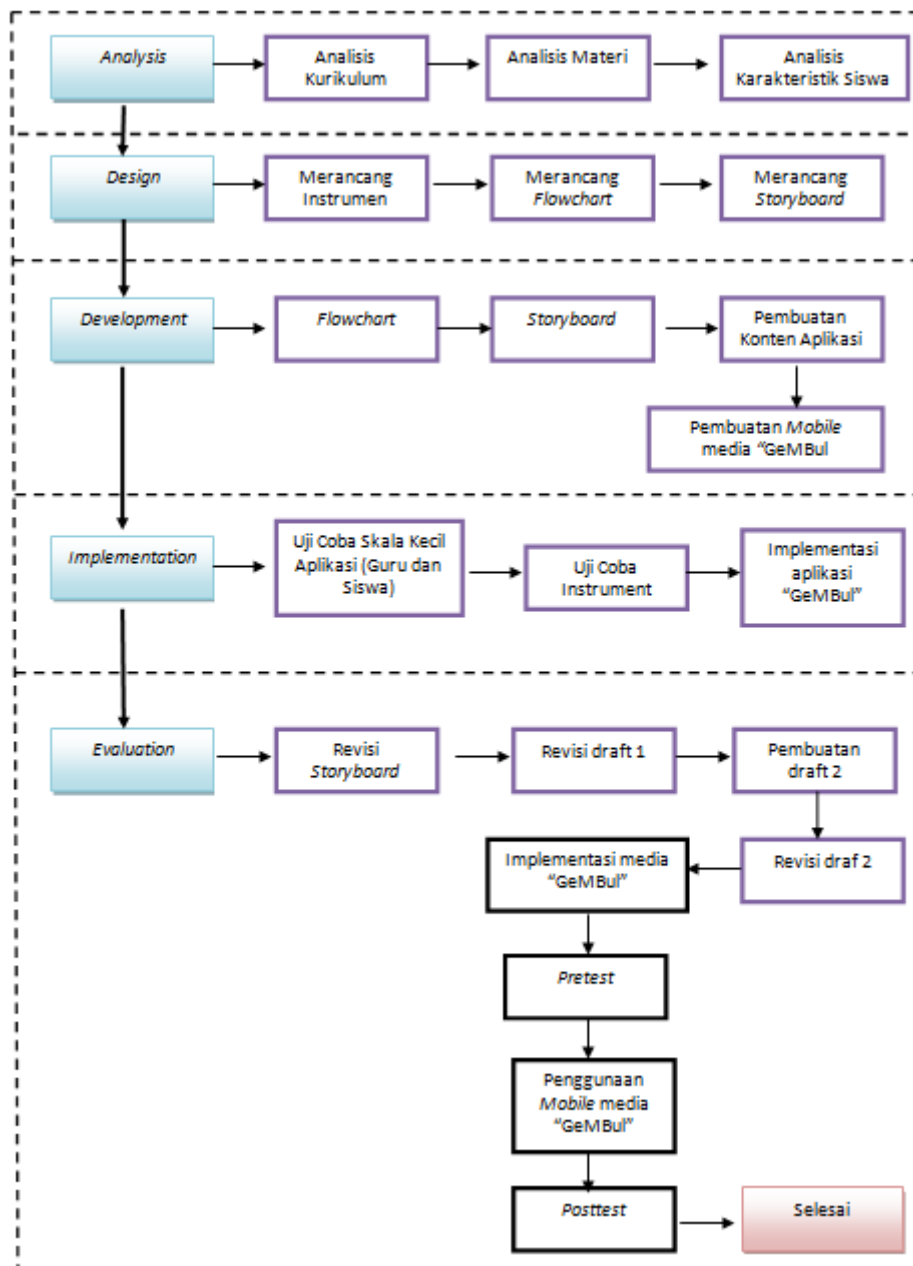 Analysis
Analisis
Kurikulum
Analisis Materi
Analisis
Karakteristik Siswa
Design
Merancang
Instrumen
Merancang
Flowchart
Merancang
Storyboard
Development
Flowchart
Storyboard
Pembuatan
Konten Aplikasi
Pembuatan Mobile
media “GeMBul
Implementation
Uji Coba Skala Kecil
Aplikasi (Guru dan
Siswa)
Uji Coba
Instrument
Implementasi
aplikasi
“GeMBul”
Evaluation
Revisi
Storyboard
Revisi draft 1
Pembuatan
draft 2
Revisi draf 2
Implementasi media
“GeMBul”
Pretest
Penggunaan
Mobile media
“GeMBul”
Posttest
Selesai